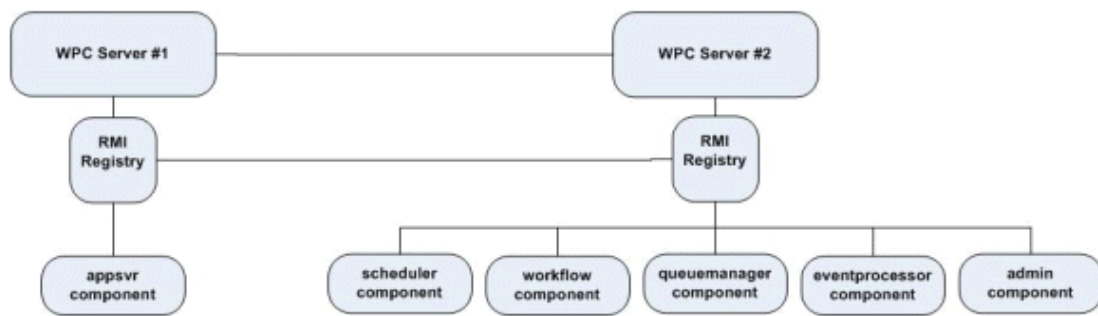 WPC Server #1
WPC Server #2
RMI
Registry
RMI
Registry
appsvr
component
scheduler
component
workflow
component
queuemanager
component
eventprocessor
component
admin
component